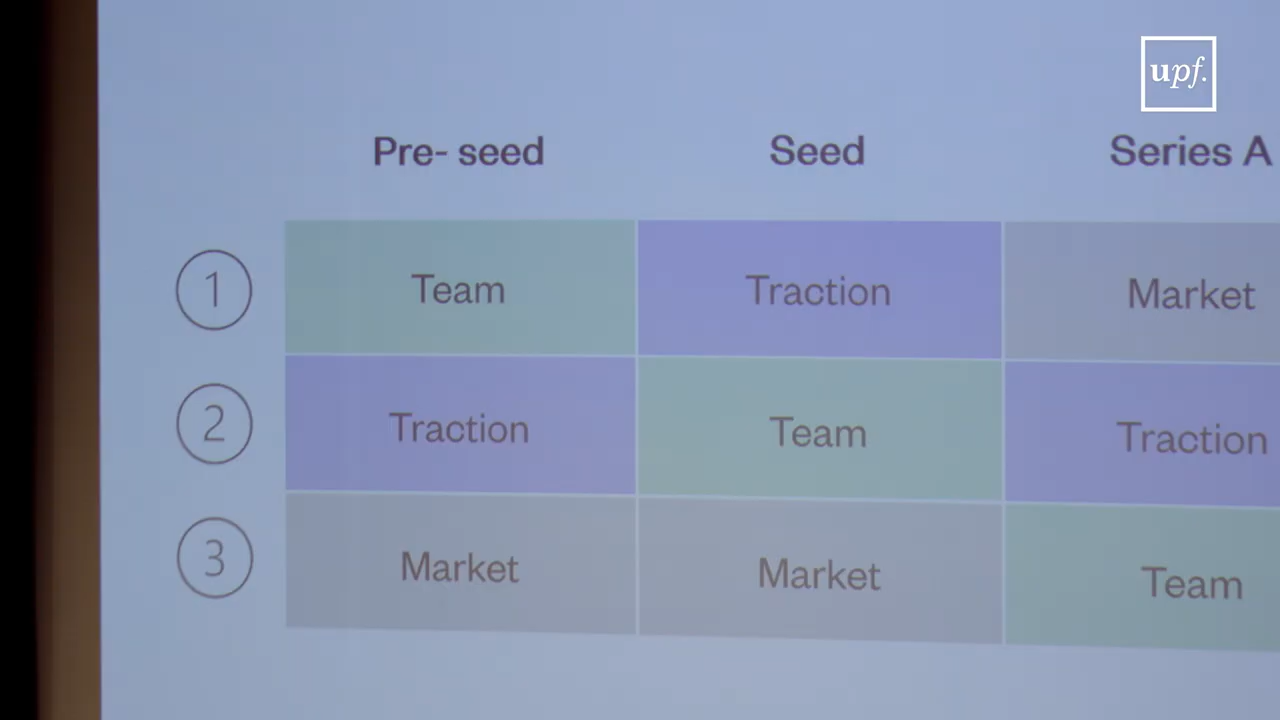 upf.
Pre- seed Seed Series A
1 Team Traction Market
2 Traction Team Traction
3 Market Market Team